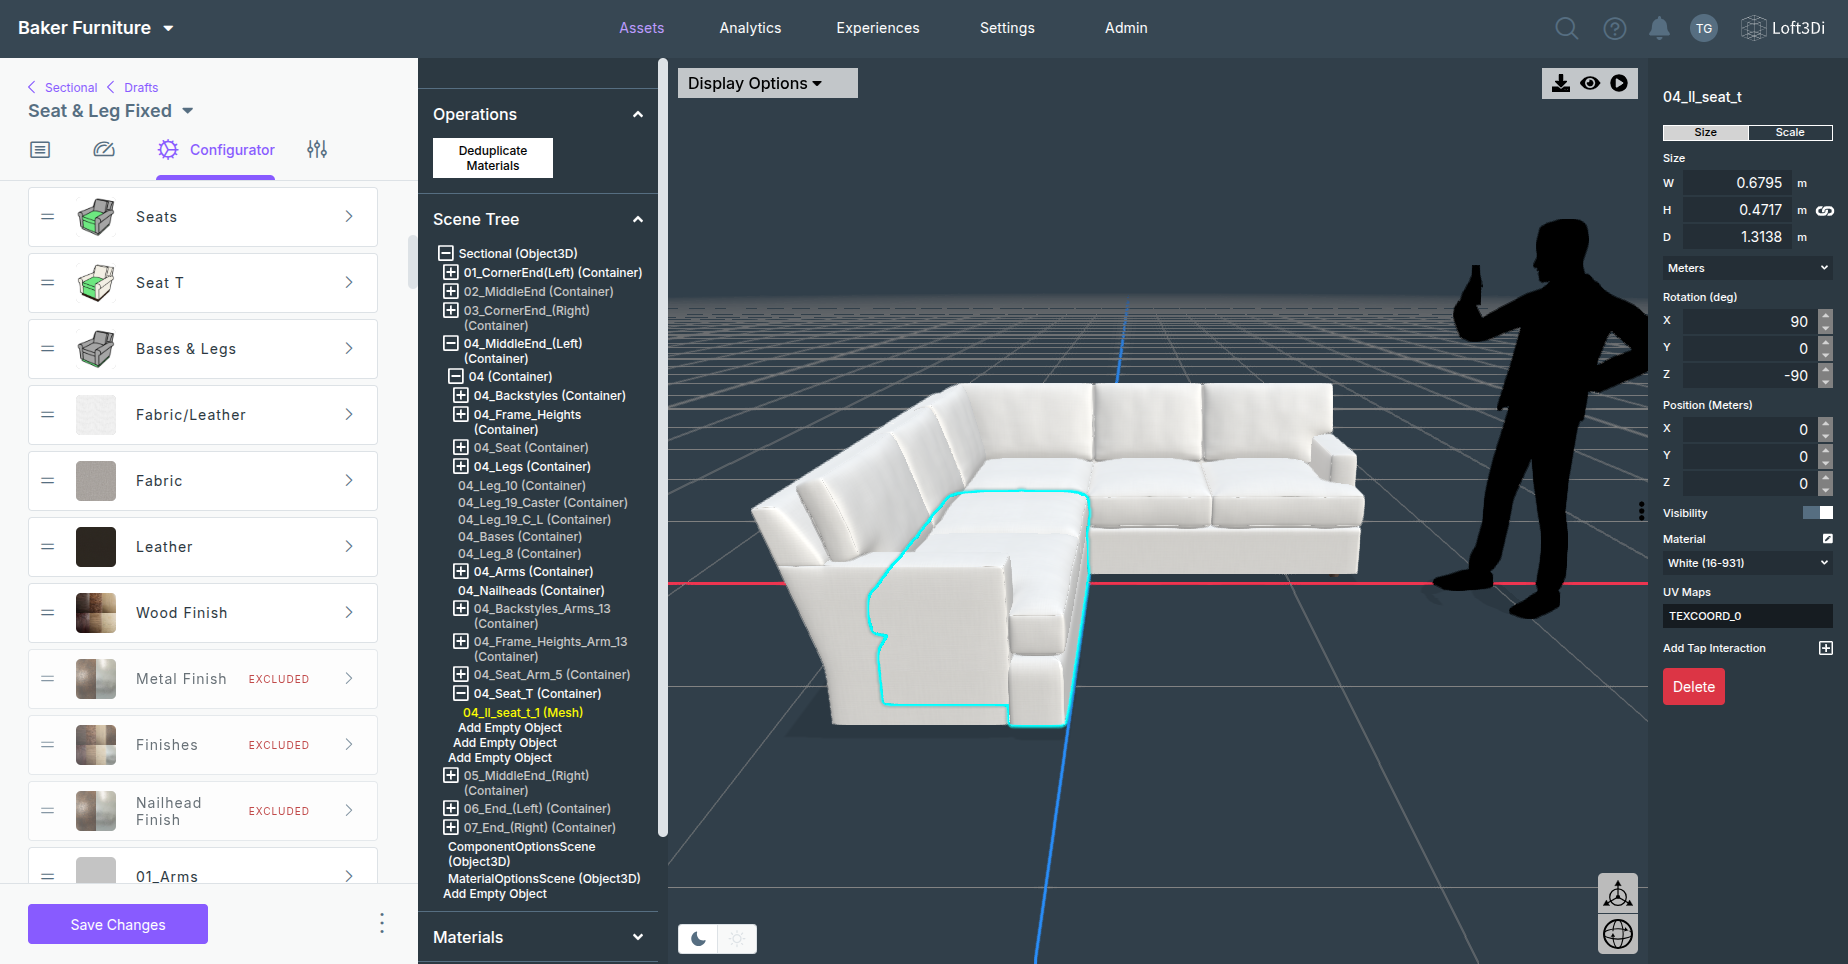 Baker Furniture
Assets
Analytics
Experiences
Settings
Admin
TG
Loft3Di
Sectional
Drafts
Seat & Leg Fixed
Configurator
Seats
Seat T
Bases & Legs
Fabric/Leather
Fabric
Leather
Wood Finish
Metal Finish EXCLUDED
Finishes EXCLUDED
Nailhead
Finish EXCLUDED
01_Arms
Save Changes
Operations
Deduplicate
Materials
Scene Tree
Sectional (Object3D)
01_CornerEnd(Left) (Container)
02_MiddleEnd (Container)
03_CornerEnd_(RIght)
(Container)
04_MiddleEnd_(Left)
(Container)
04 (Container)
04_Backstyles (Container)
04_Frame_Heights
(Container)
04_Seat (Container)
04_Legs (Container)
04_Leg_10 (Container)
04_Leg_19_Caster (Container)
04_Leg_19_C_L (Container)
04_Bases (Container)
04_Leg_8 (Container)
04_Arms (Container)
04_Nailheads (Container)
04_Backstyles_Arms_13
(Container)
04_Frame_Heights_Arm_13
(Container)
04_Seat_Arm_5 (Container)
04_Seat_T (Container)
04_ll_seat_t_1 (Mesh)
Add Empty Object
Add Empty Object
Add Empty Object
05_MiddleEnd_(Right)
(Container)
06_End_(Left) (Container)
07_End_(Right) (Container)
ComponentOptionsScene
(Object3D)
MaterialOptionsScene (Object3D)
Add Empty Object
Materials
Display Options
04_ll_seat_t
Size
Scale
Size
W 0.6795 m
H 0.4717 m
D 1.3138 m
Meters
Rotation (deg)
X 90
Y 0
Z -90
Position (Meters)
X 0
Y 0
Z 0
Visibility
Material
White (16-931)
UV Maps
TEXCOORD_0
Add Tap Interaction
Delete